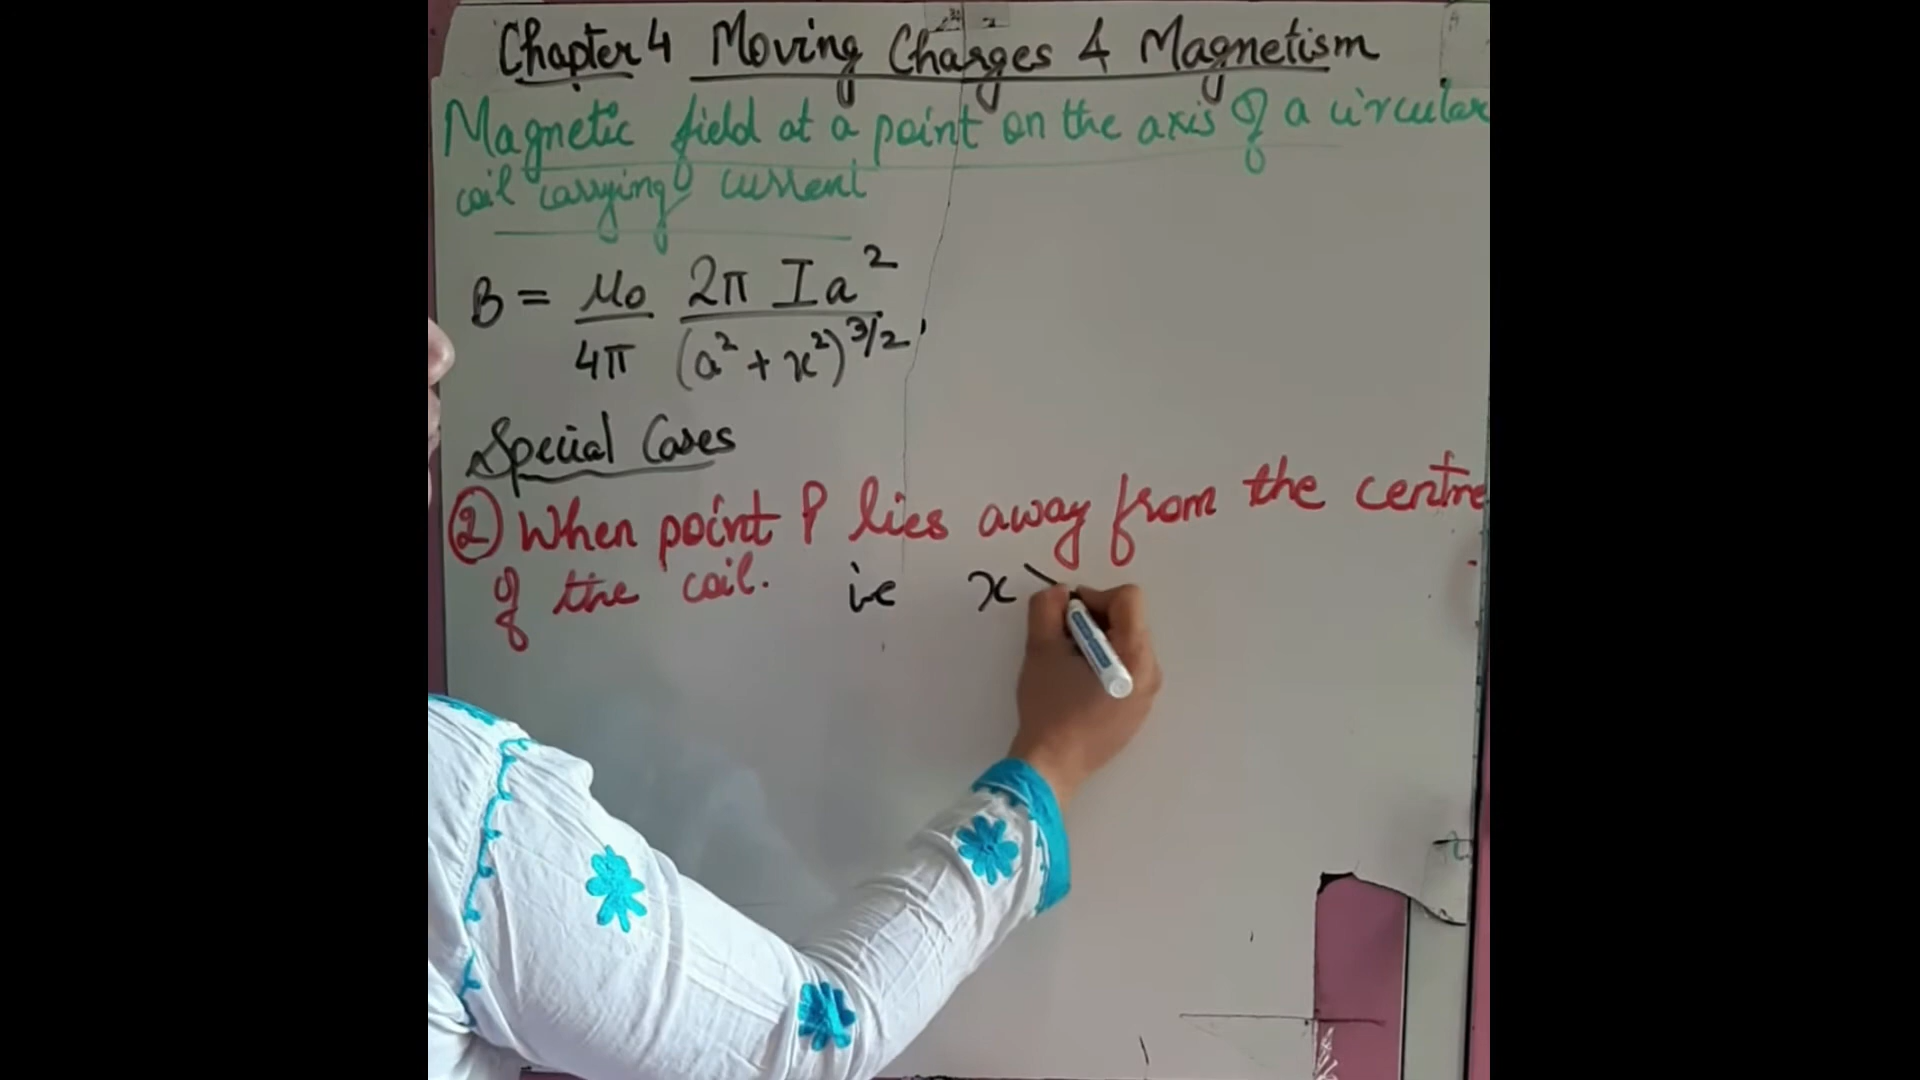 Chapter 4 Moving Charges & Magnetism
Magnetic field at a point on the axis of a circular
coil carrying current
B = μ0/4π 2π I a²/(a² + x²)^3/2
Special Cases
② When point P lies away from the centre
of the coil. ie x